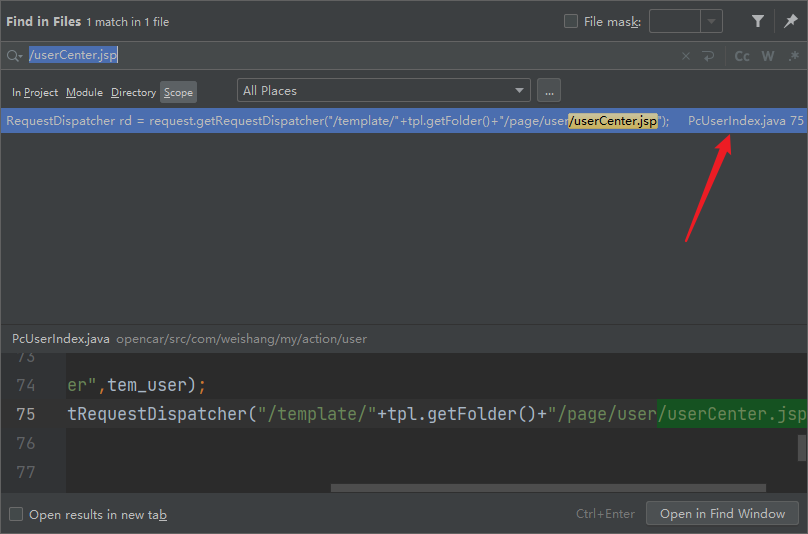 Find in Files 1 match in 1 file File mask:
/userCenter.jsp Cc W .*
In Project Module Directory Scope All Places ...
RequestDispatcher rd = request.getRequestDispatcher("/template/"+tpl.getFolder()+"/page/user/userCenter.jsp"); PcUserIndex.java 75
PcUserIndex.java opencar/src/com/weishang/my/action/user
73
74 er",tem_user);
75 tRequestDispatcher("/template/"+tpl.getFolder()+"/page/user/userCenter.jsp
76
77
Open results in new tab Ctrl+Enter Open in Find Window